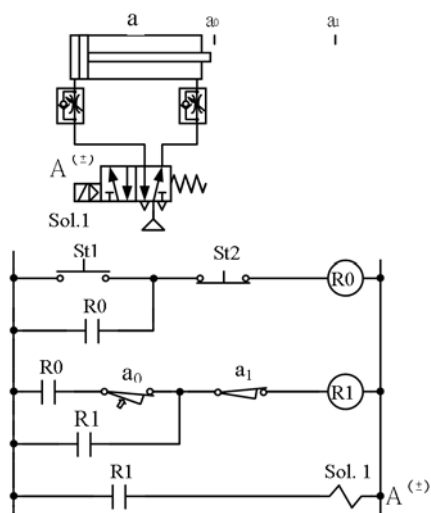 a a₀ a₁
A⁽±⁾
Sol.1
St1 St2
R0
R0
R0 a₀ a₁
R1
R1
R1 Sol. 1 A⁽±⁾